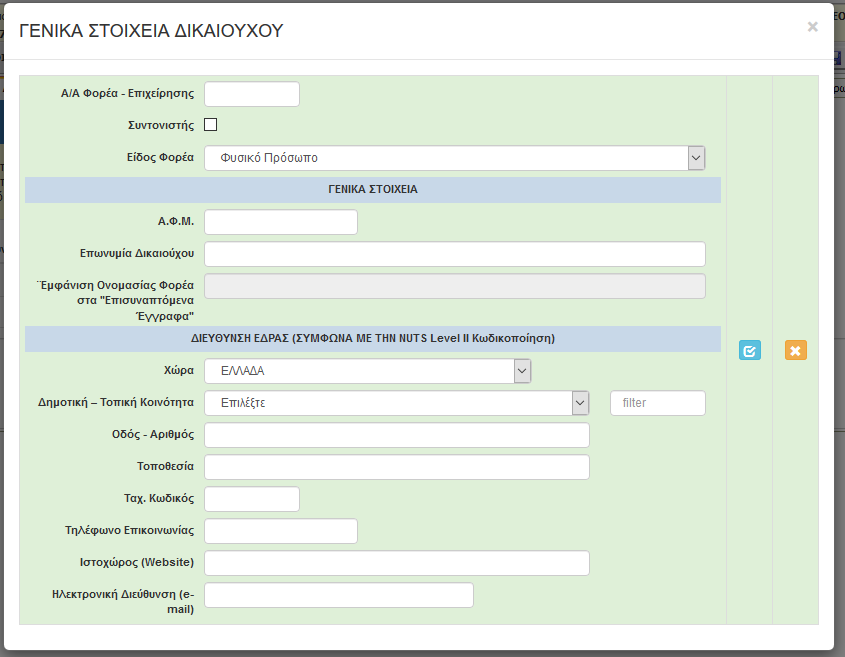 ΓΕΝΙΚΑ ΣΤΟΙΧΕΙΑ ΔΙΚΑΙΟΥΧΟΥ
×
Α/Α Φορέα - Επιχείρησης
Συντονιστής
Είδος Φορέα Φυσικό Πρόσωπο
ΓΕΝΙΚΑ ΣΤΟΙΧΕΙΑ
Α.Φ.Μ.
Επωνυμία Δικαιούχου
Έμφάνιση Ονομασίας Φορέα
στα "Επισυναπτόμενα
Έγγραφα"
ΔΙΕΥΘΥΝΣΗ ΕΔΡΑΣ (ΣΥΜΦΩΝΑ ΜΕ ΤΗΝ NUTS Level II Κωδικοποίηση)
Χώρα ΕΛΛΑΔΑ
Δημοτική – Τοπική Κοινότητα Επιλέξτε filter
Οδός - Αριθμός
Τοποθεσία
Ταχ. Κωδικός
Τηλέφωνο Επικοινωνίας
Ιστοχώρος (Website)
Ηλεκτρονική Διεύθυνση (e-
mail)